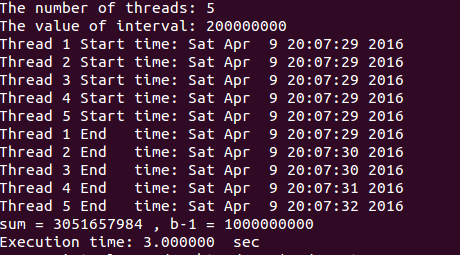 The number of threads: 5
The value of interval: 200000000
Thread 1 Start time: Sat Apr  9 20:07:29 2016
Thread 2 Start time: Sat Apr  9 20:07:29 2016
Thread 3 Start time: Sat Apr  9 20:07:29 2016
Thread 4 Start time: Sat Apr  9 20:07:29 2016
Thread 5 Start time: Sat Apr  9 20:07:29 2016
Thread 1 End   time: Sat Apr  9 20:07:29 2016
Thread 2 End   time: Sat Apr  9 20:07:30 2016
Thread 3 End   time: Sat Apr  9 20:07:30 2016
Thread 4 End   time: Sat Apr  9 20:07:31 2016
Thread 5 End   time: Sat Apr  9 20:07:32 2016
sum = 3051657984 , b-1 = 1000000000
Execution time: 3.000000  sec